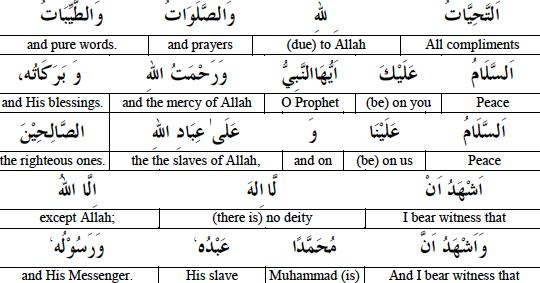 اَلتَّحِيَّاتُ لِلّٰهِ وَالصَّلَوَاتُ وَالطَّيِّبَاتُ
and pure words. and prayers (due) to Allah All compliments
اَلسَّلَامُ عَلَيْكَ اَيُّهَاالنَّبِيُّ وَرَحْمَتُ اللهِ وَ بَرَكَاتُه،
and His blessings. and the mercy of Allah O Prophet (be) on you Peace
اَلسَّلَامُ عَلَيْنَا وَ عَلَىٰ عِبَادِ اللهِ الصَّالِحِيْنَ
the righteous ones. the the slaves of Allah, and on (be) on us Peace
اَشْهَدُ اَنْ لَّا اِلٰهَ اِلَّا اللهُ
except Allah; (there is) no deity I bear witness that
وَاَشْهَدُ اَنَّ مُحَمَّدًا عَبْدُه، وَرَسُوْلُه،
and His Messenger. His slave Muhammad (is) And I bear witness that